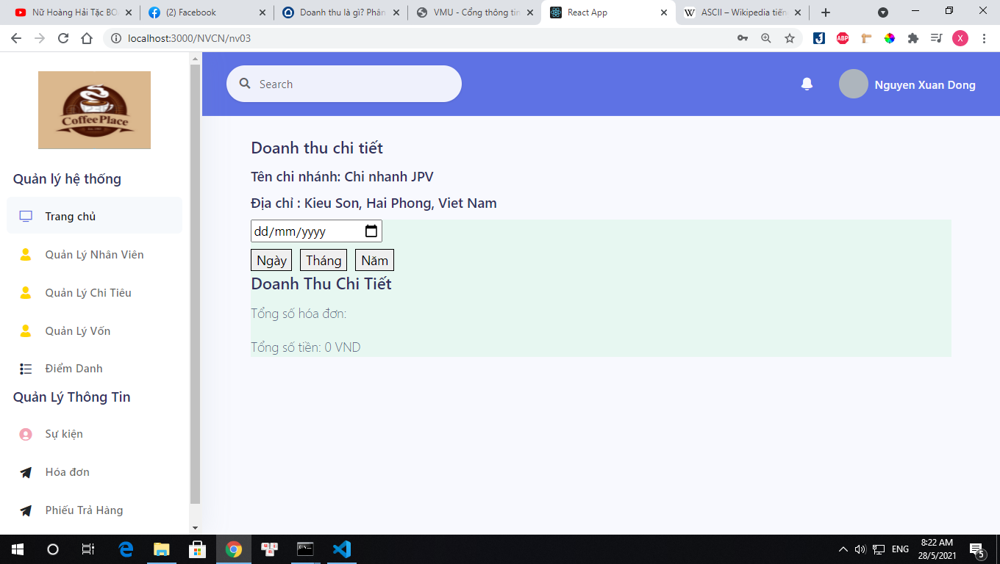 Nữ Hoàng Hải Tặc BO
(2) Facebook
Doanh thu là gì? Phân
VMU - Cổng thông tin
React App
ASCII – Wikipedia tiến
localhost:3000/NVCN/nv03
ABP
X
Coffee Place
Search
Nguyen Xuan Dong
Quản lý hệ thống
Trang chủ
Quản Lý Nhân Viên
Quản Lý Chi Tiêu
Quản Lý Vốn
Điểm Danh
Quản Lý Thông Tin
Sự kiện
Hóa đơn
Phiếu Trả Hàng
Doanh thu chi tiết
Tên chi nhánh: Chi nhanh JPV
Địa chỉ : Kieu Son, Hai Phong, Viet Nam
dd/mm/yyyy
Ngày Tháng Năm
Doanh Thu Chi Tiết
Tổng số hóa đơn:
Tổng số tiền: 0 VND
ENG
8:22 AM
28/5/2021
5